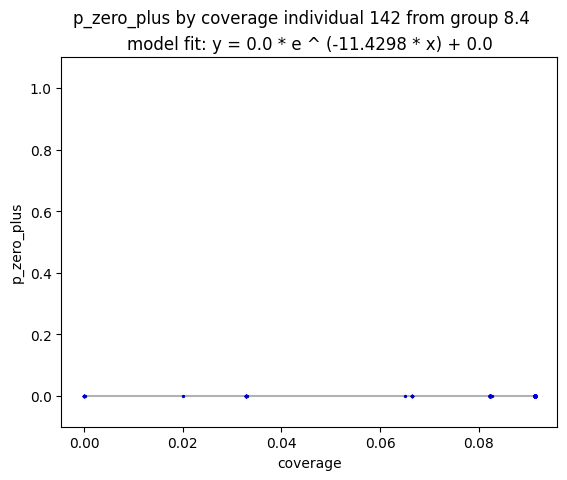 p_zero_plus by coverage individual 142 from group 8.4
model fit: y = 0.0 * e ^ (-11.4298 * x) + 0.0
1.0
0.8
0.6
0.4
0.2
0.0
p_zero_plus
0.00 0.02 0.04 0.06 0.08
coverage